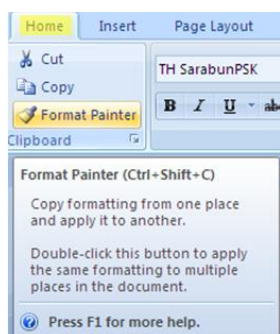 Home Insert Page Layout
Cut
TH SarabunPSK
Copy
B I U abc
Format Painter
Clipboard
Format Painter (Ctrl+Shift+C)
Copy formatting from one place
and apply it to another.
Double-click this button to apply
the same formatting to multiple
places in the document.
Press F1 for more help.